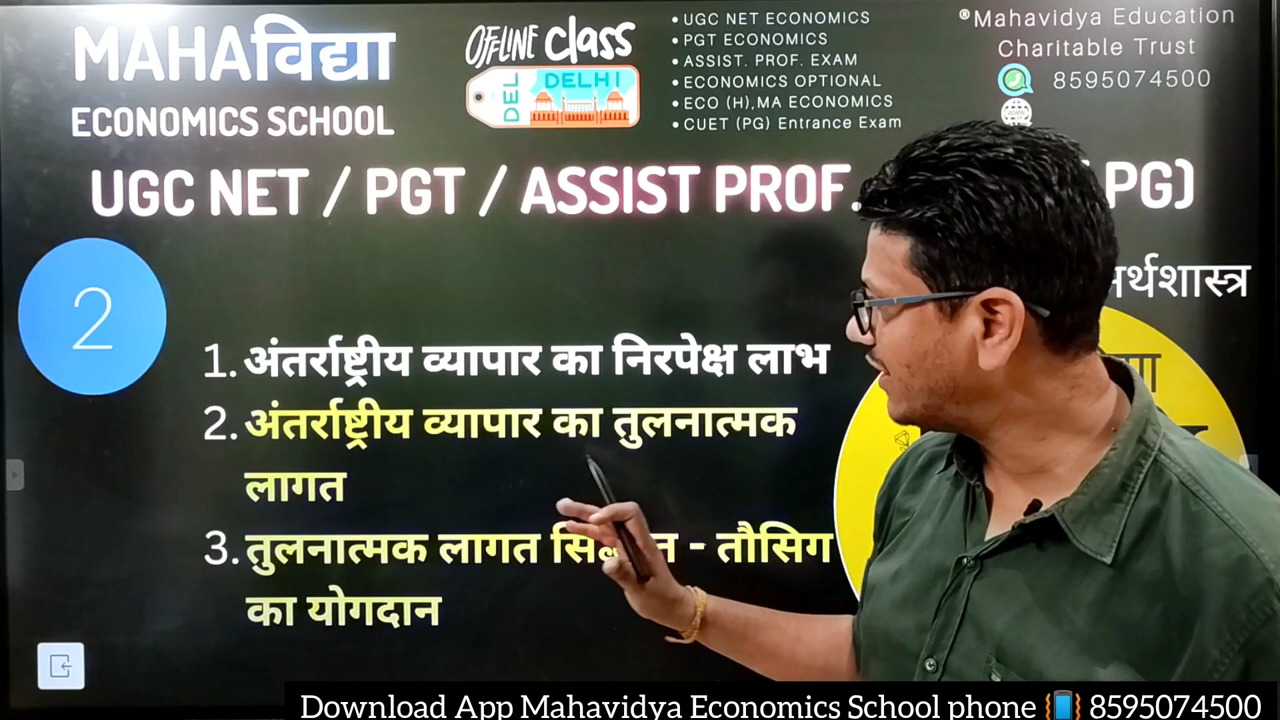 MAHAविद्या
ECONOMICS SCHOOL
OFFLINE class
DEL
DELHI
• UGC NET ECONOMICS
• PGT ECONOMICS
• ASSIST. PROF. EXAM
• ECONOMICS OPTIONAL
• ECO (H),MA ECONOMICS
• CUET (PG) Entrance Exam
®Mahavidya Education
Charitable Trust
8595074500
UGC NET / PGT / ASSIST PROF. PG)
2
1. अंतर्राष्ट्रीय व्यापार का निरपेक्ष लाभ
2. अंतर्राष्ट्रीय व्यापार का तुलनात्मक
लागत
3. तुलनात्मक लागत - तौसिग
का योगदान
Download App Mahavidya Economics School phone 📱 8595074500